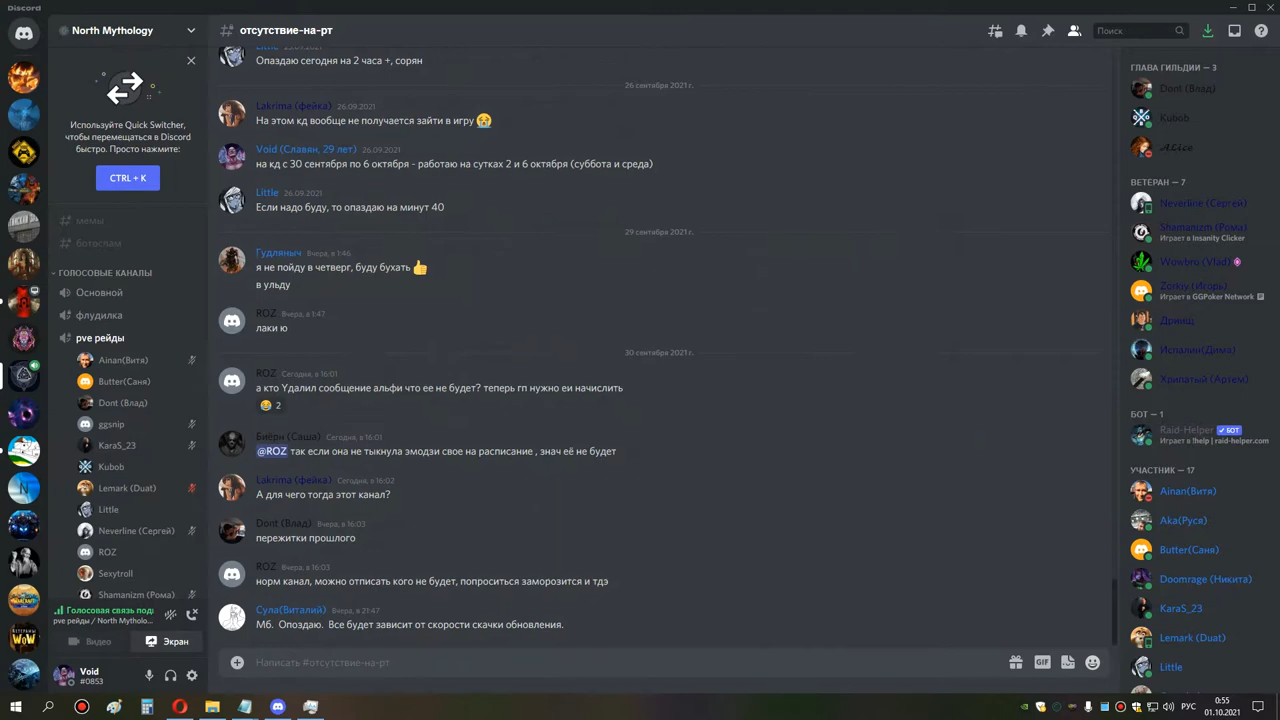 Discord
North Mythology
Используйте Quick Switcher,
чтобы перемещаться в Discord
быстро. Просто нажмите:
CTRL + K
мемы
ботоспам
ГОЛОСОВЫЕ КАНАЛЫ
Основной
флудилка
pve рейды
Ainan(Витя)
Butter(Саня)
Dont (Влад)
ggsnip
KaraS_23
Kubob
Lemark (Duat)
Little
Neverline (Сергей)
ROZ
Sexytroll
Shamanizm (Рома)
Голосовая связь подк
pve рейды / North Mytholo...
Видео
Экран
Void
#0853
отсутствие-на-рт
Поиск
Опаздаю сегодня на 2 часа +, сорян
26 сентября 2021 г.
Lakrima (фейка) 26.09.2021
На этом кд вообще не получается зайти в игру 😭
Void (Славян, 29 лет) 26.09.2021
на кд с 30 сентября по 6 октября - работаю на сутках 2 и 6 октября (суббота и среда)
Little 26.09.2021
Если надо буду, то опаздаю на минут 40
29 сентября 2021 г.
Гудляныч Вчера, в 1:46
я не пойду в четверг, буду бухать 👍
в ульду
ROZ Вчера, в 1:47
лаки ю
30 сентября 2021 г.
ROZ Сегодня, в 16:01
а кто Yдалил сообщение альфи что ее не будет? теперь гп нужно еи начислить
😂 2
Биёрн (Саша) Сегодня, в 16:01
@ROZ так если она не тыкнула эмодзи свое на расписание , знач её не будет
Lakrima (фейка) Сегодня, в 16:02
А для чего тогда этот канал?
Dont (Влад) Вчера, в 16:03
пережитки прошлого
ROZ Вчера, в 16:03
норм канал, можно отписать кого не будет, попроситься заморозится и тдэ
Сула(Виталий) Вчера, в 21:47
Мб. Опоздаю. Все будет зависит от скорости скачки обновления.
Написать #отсутствие-на-рт
GIF
ГЛАВА ГИЛЬДИИ — 3
Dont (Влад)
Kubob
Alice
ВЕТЕРАН — 7
Neverline (Сергей)
Shamanizm (Рома)
Играет в Insanity Clicker
Wowbro (Vlad)
Zorkiy (Игорь)
Играет в GGPoker Network
Дрищ
Испалин(Дима)
Хрипатый (Артем)
БОТ — 1
Raid-Helper ✔ БОТ
Играет в !help | raid-helper.com
УЧАСТНИК — 17
Ainan(Витя)
Aka(Руся)
Butter(Саня)
Doomrage (Никита)
KaraS_23
Lemark (Duat)
Little
РУС
0:55
01.10.2021